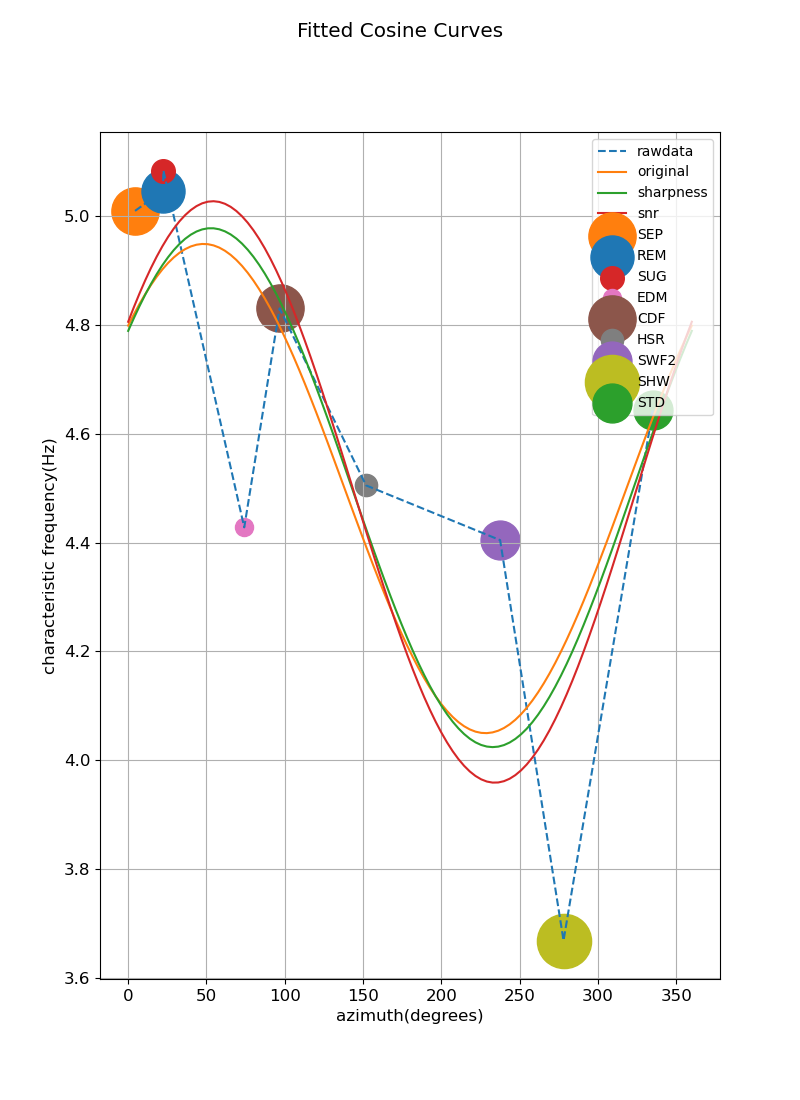 Fitted Cosine Curves
rawdata
original
sharpness
snr
SEP
REM
SUG
EDM
CDF
HSR
SWF2
SHW
STD
characteristic frequency(Hz)
5.0
4.8
4.6
4.4
4.2
4.0
3.8
3.6
0 50 100 150 200 250 300 350
azimuth(degrees)